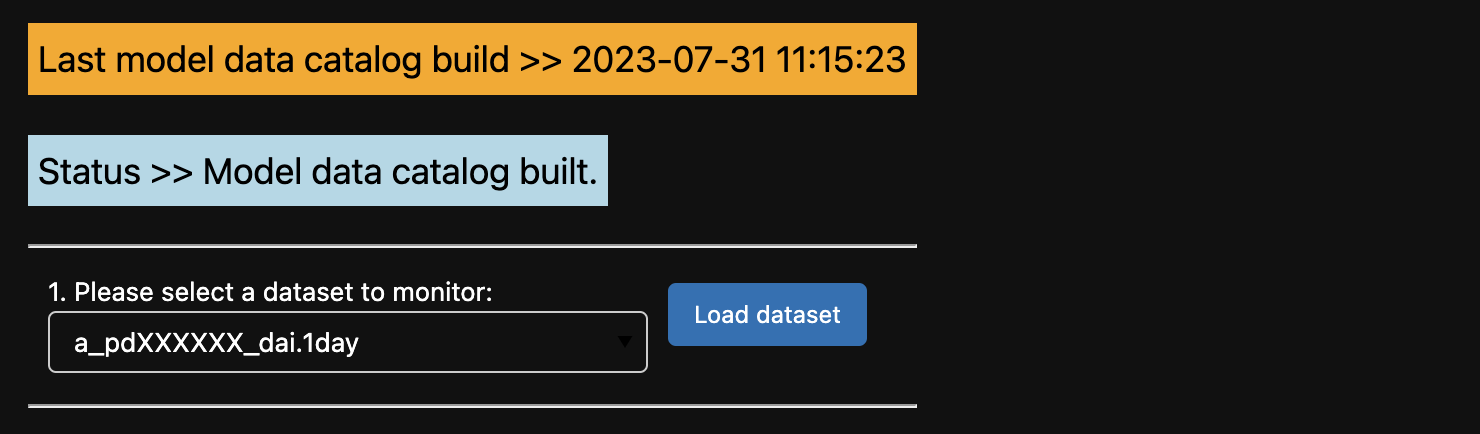 Last model data catalog build >> 2023-07-31 11:15:23
Status >> Model data catalog built.
1. Please select a dataset to monitor:
a_pdXXXXXX_dai.1day
Load dataset